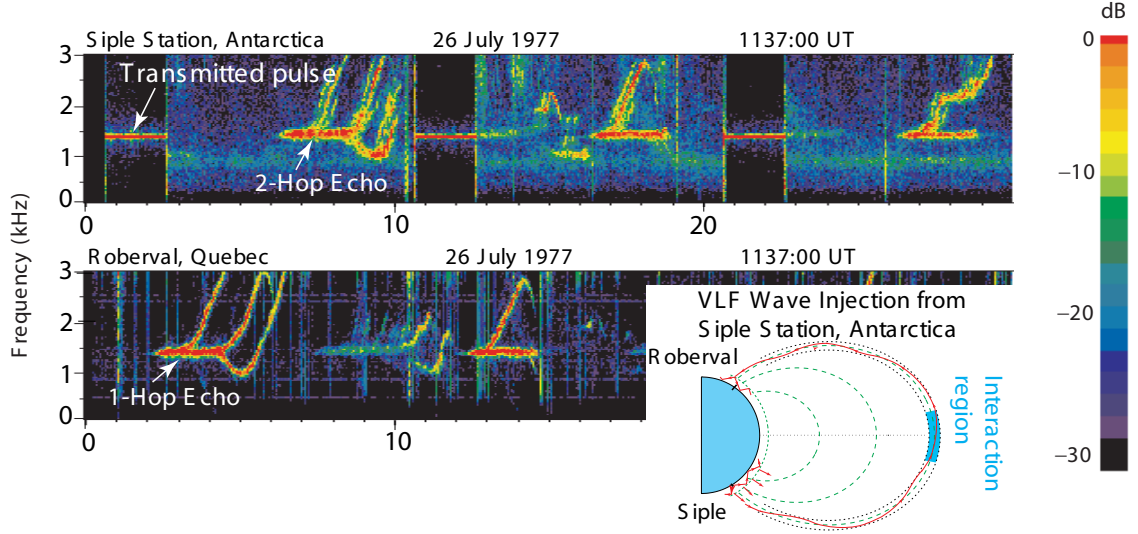 dB
Siple Station, Antarctica 26 July 1977 1137:00 UT
Transmitted pulse
2-Hop Echo
3
2
1
0
0 10 20
Frequency (kHz)
Roberval, Quebec 26 July 1977 1137:00 UT
1-Hop Echo
3
2
1
0
0 10
VLF Wave Injection from
Siple Station, Antarctica
Roberval
Interaction
region
Siple
0
−10
−20
−30